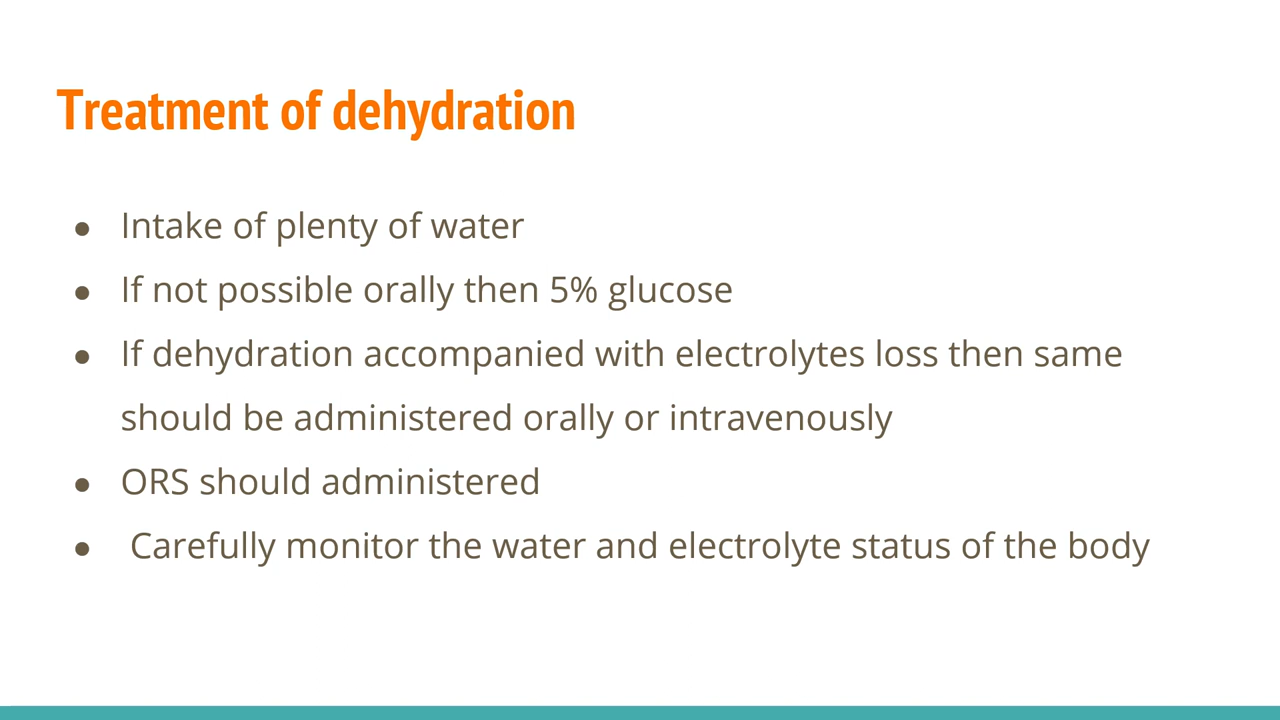 Treatment of dehydration
● Intake of plenty of water
● If not possible orally then 5% glucose
● If dehydration accompanied with electrolytes loss then same
should be administered orally or intravenously
● ORS should administered
● Carefully monitor the water and electrolyte status of the body